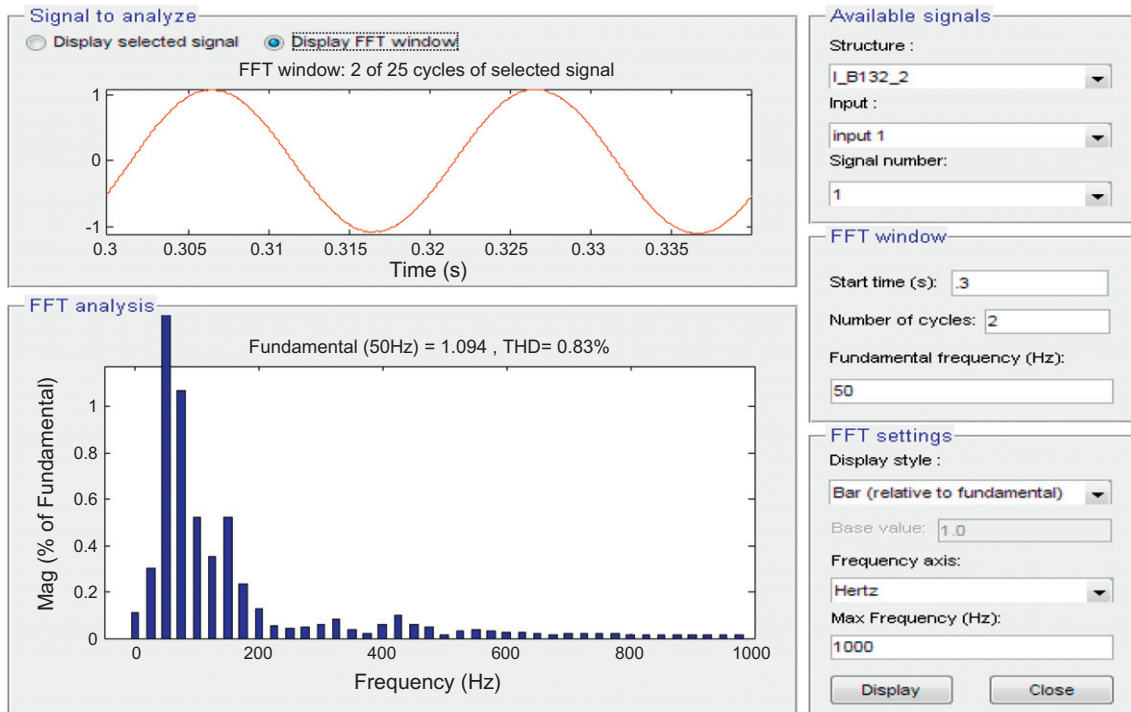 Signal to analyze
Display selected signal
Display FFT window
FFT window: 2 of 25 cycles of selected signal
1
0
-1
0.3 0.305 0.31 0.315 0.32 0.325 0.33 0.335
Time (s)
FFT analysis
Fundamental (50Hz) = 1.094 , THD= 0.83%
Mag (% of Fundamental)
1
0.8
0.6
0.4
0.2
0
0 200 400 600 800 1000
Frequency (Hz)
Available signals
Structure :
I_B132_2
Input :
input 1
Signal number:
1
FFT window
Start time (s): .3
Number of cycles: 2
Fundamental frequency (Hz):
50
FFT settings
Display style :
Bar (relative to fundamental)
Base value: 1.0
Frequency axis:
Hertz
Max Frequency (Hz):
1000
Display Close